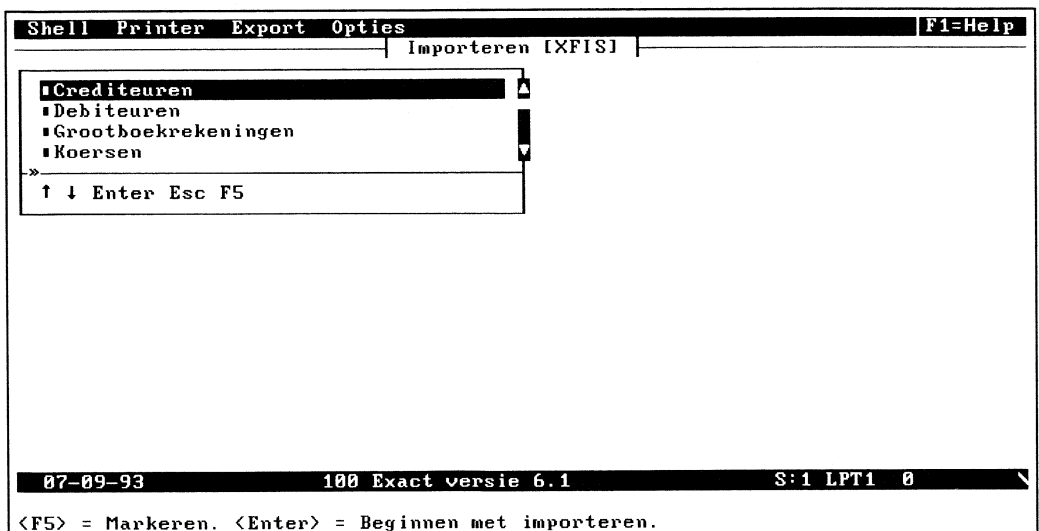 Shell Printer Export Opties F1=Help
Importeren [XFIS]
Crediteuren
Debiteuren
Grootboekrekeningen
Koersen
»
↑ ↓ Enter Esc F5
07-09-93 100 Exact versie 6.1 S:1 LPT1 0 \
<F5> = Markeren. <Enter> = Beginnen met importeren.